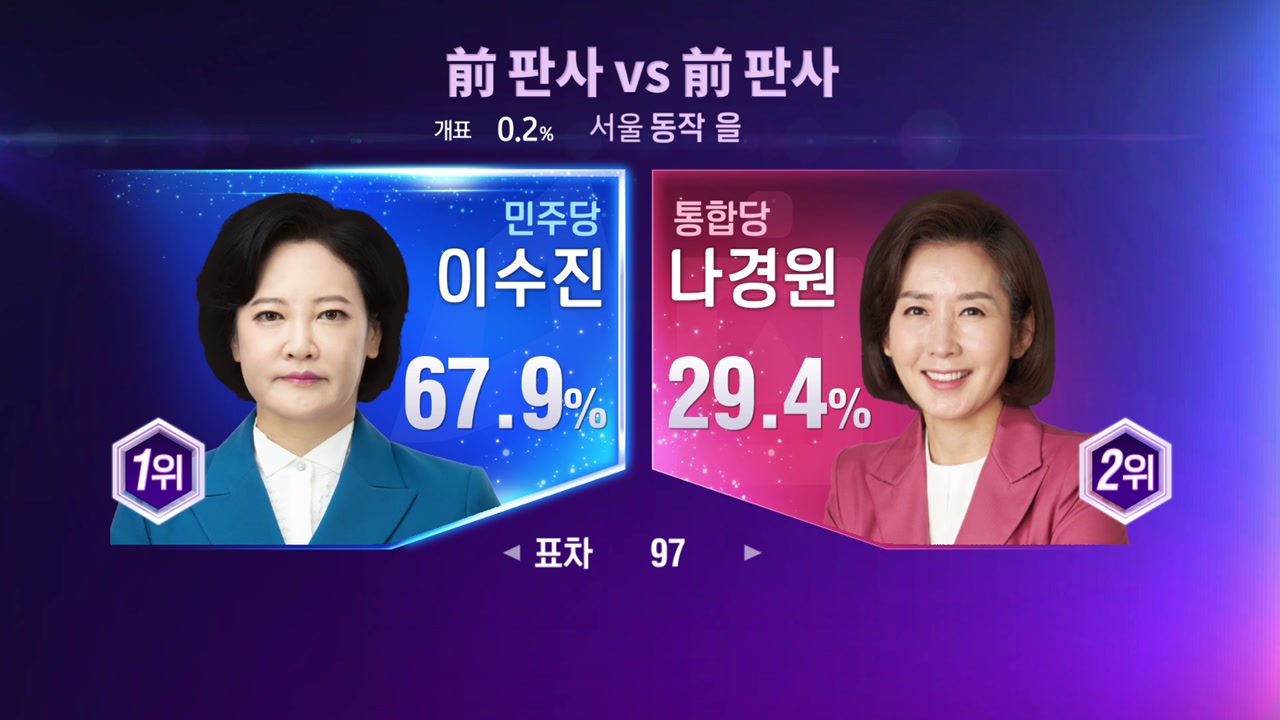 前 판사 vs 前 판사
개표 0.2% 서울 동작 을
민주당
이수진
67.9%
1위
통합당
나경원
29.4%
2위
◀ 표차 97 ▶